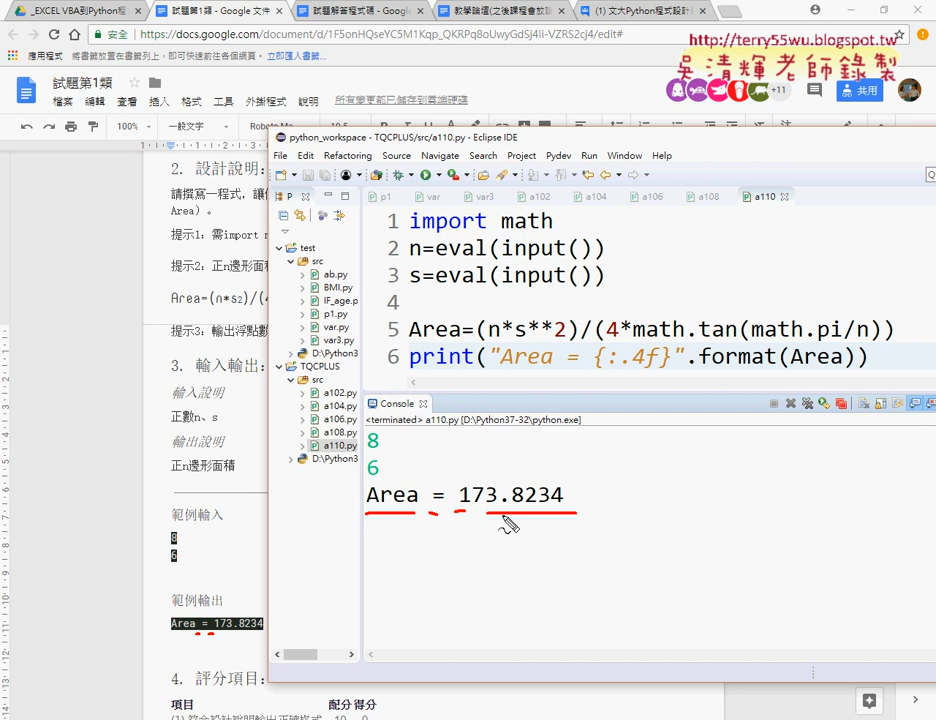 _EXCEL VBA到Python程
試題第1類 - Google 文件
試題解答程式碼 - Googl
教學論壇(之後課程會放
(1) 文大Python程式設計
安全
https://docs.google.com/document/d/1F5onHQseYC5M1Kqp_QKRPq8oUwyGdSJ4Ii-VZRS2cj4/edit#
http://terry55wu.blogspot.tw
應用程式
將書籤放置在書籤列上，即可快速前往各個網頁。
立即匯入書籤...
吳清輝老師錄製
試題第1類
檔案 編輯 查看 插入 格式 工具 外掛程式 說明
所有變更都已儲存到雲端硬碟
+11
共用
100%
一般文字
2. 設計說明:
請撰寫一程式，讓
Area）。
提示1：需import
提示2：正n邊形面積
Area=(n*s2)/(4
提示3：輸出浮點數
3. 輸入輸出:
輸入說明
正數n、s
輸出說明
正n邊形面積
範例輸入
8
6
範例輸出
Area = 173.8234
4. 評分項目:
項目 配分 得分
python_workspace - TQCPLUS/src/a110.py - Eclipse IDE
File Edit Refactoring Source Navigate Search Project Pydev Run Window Help
P
p1 var var3 a102 a104 a106 a108 a110
test
src
ab.py
BMI.py
IF_age.p
p1.py
var.py
var3.py
D:\Python3
TQCPLUS
src
a102.py
a104.py
a106.py
a108.py
a110.py
D:\Python3
1 import math
2 n=eval(input())
3 s=eval(input())
4
5 Area=(n*s**2)/(4*math.tan(math.pi/n))
6 print("Area = {:.4f}".format(Area))
Console
<terminated> a110.py [D:\Python37-32\python.exe]
8
6
Area = 173.8234